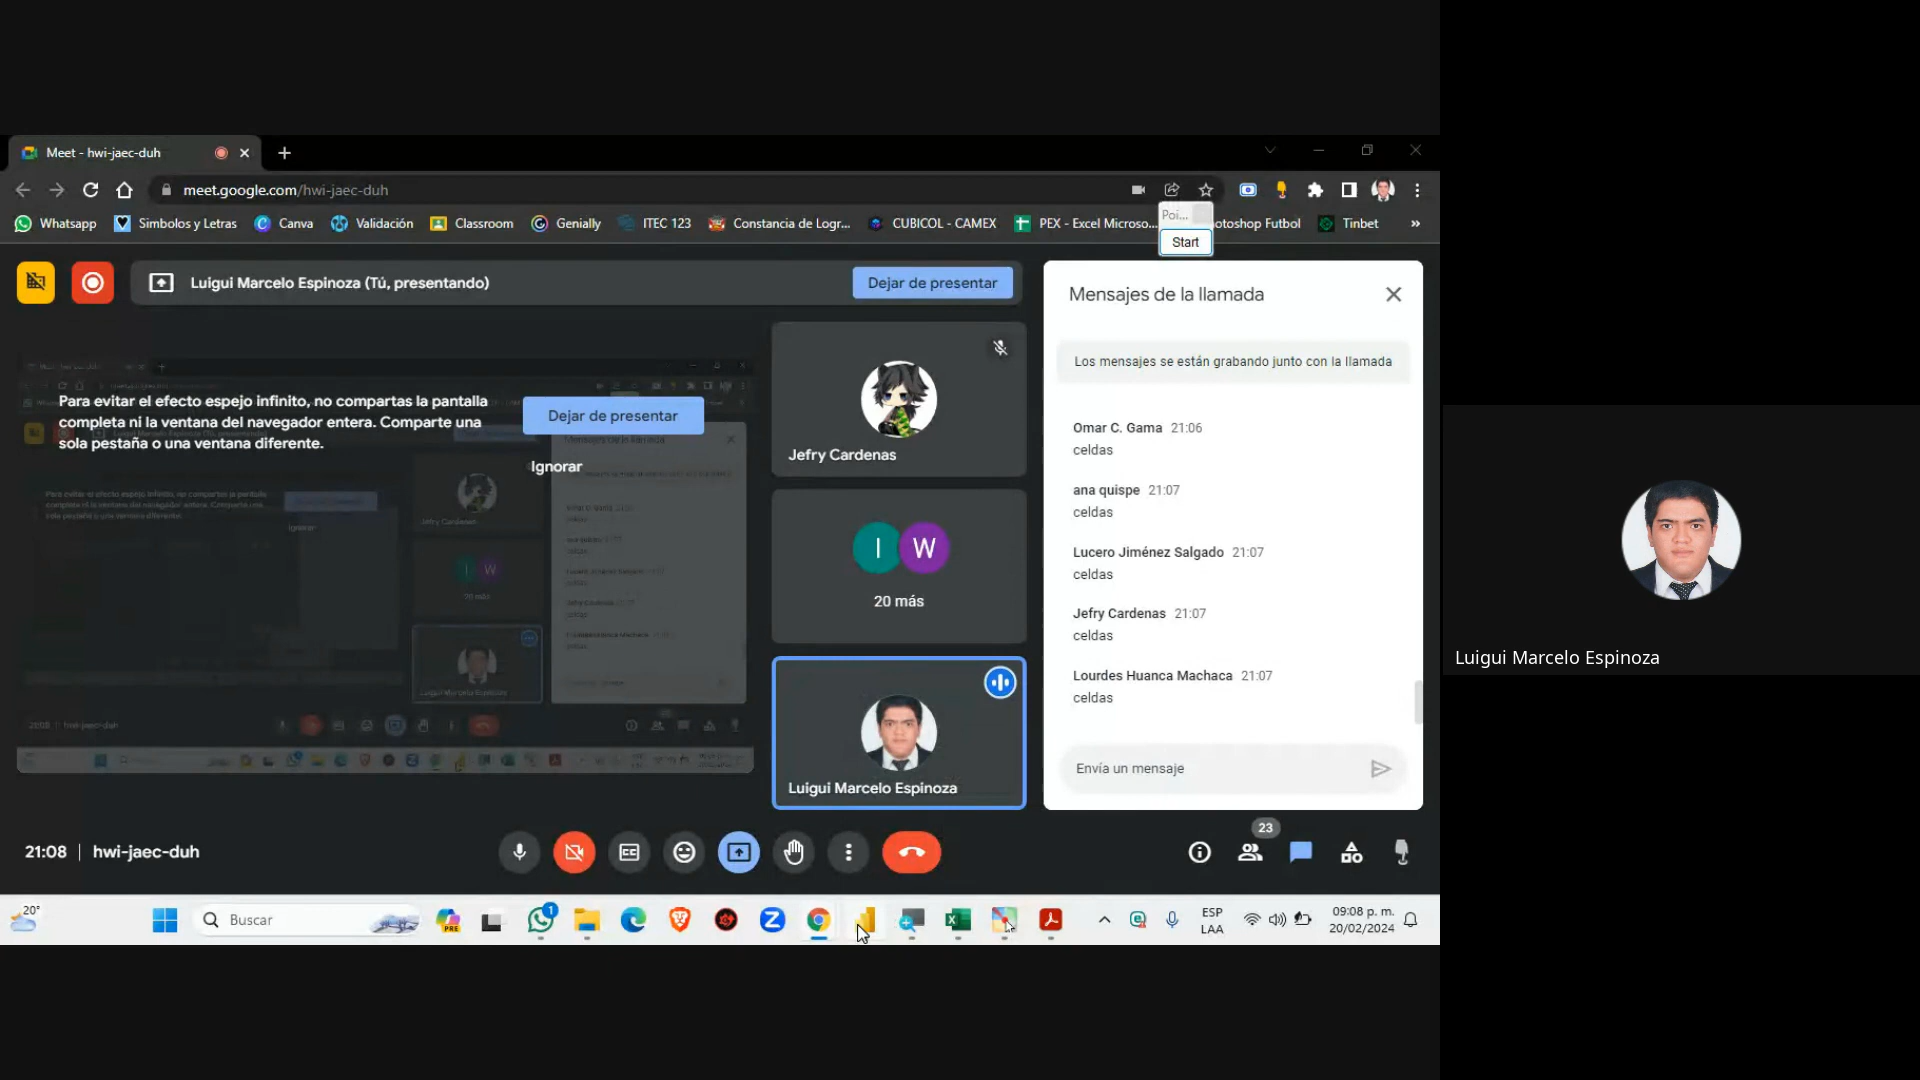 Meet - hwi-jaec-duh
meet.google.com/hwi-jaec-duh
Whatsapp
Simbolos y Letras
Canva
Validación
Classroom
Genially
ITEC 123
Constancia de Logr...
CUBICOL - CAMEX
PEX - Excel Microso...
otoshop Futbol
Tinbet
»
Poi...
Start
Luigui Marcelo Espinoza (Tú, presentando)
Dejar de presentar
Para evitar el efecto espejo infinito, no compartas la pantalla
completa ni la ventana del navegador entera. Comparte una
sola pestaña o una ventana diferente.
Dejar de presentar
Ignorar
Jefry Cardenas
I W
20 más
Luigui Marcelo Espinoza
Mensajes de la llamada
Los mensajes se están grabando junto con la llamada
Omar C. Gama 21:06
celdas
ana quispe 21:07
celdas
Lucero Jiménez Salgado 21:07
celdas
Jefry Cardenas 21:07
celdas
Lourdes Huanca Machaca 21:07
celdas
Envía un mensaje
21:08 | hwi-jaec-duh
23
20°
Buscar
PRE
1
ESP
LAA
09:08 p. m.
20/02/2024
Luigui Marcelo Espinoza